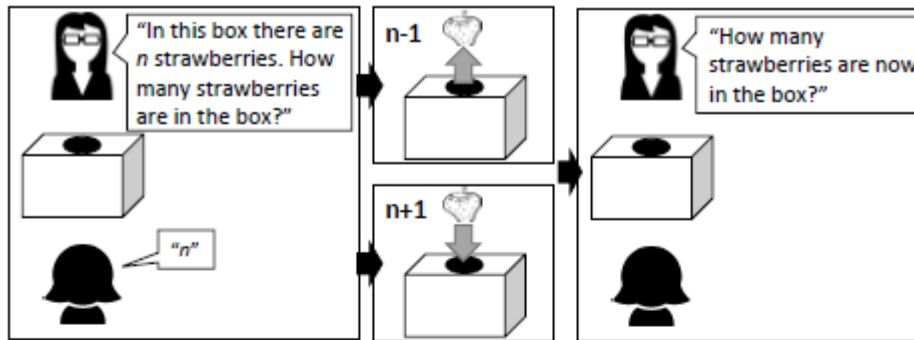 “In this box there are
n strawberries. How
many strawberries
are in the box?”
“n”
n-1
n+1
“How many
strawberries are now
in the box?”